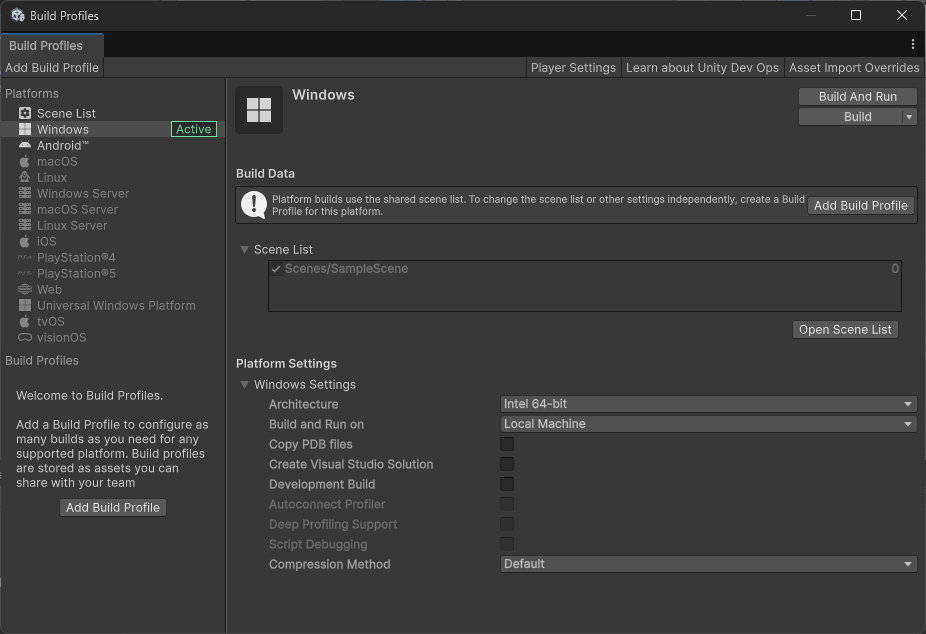 Build Profiles
Build Profiles
Add Build Profile
Player Settings
Learn about Unity Dev Ops
Asset Import Overrides
Platforms
Scene List
Windows
Active
Android™
macOS
Linux
Windows Server
macOS Server
Linux Server
iOS
PlayStation®4
PlayStation®5
Web
Universal Windows Platform
tvOS
visionOS
Build Profiles
Welcome to Build Profiles.
Add a Build Profile to configure as
many builds as you need for any
supported platform. Build profiles
are stored as assets you can
share with your team
Add Build Profile
Windows
Build And Run
Build
Build Data
Platform builds use the shared scene list. To change the scene list or other settings independently, create a Build
Profile for this platform.
Add Build Profile
Scene List
Scenes/SampleScene 0
Open Scene List
Platform Settings
Windows Settings
Architecture Intel 64-bit
Build and Run on Local Machine
Copy PDB files
Create Visual Studio Solution
Development Build
Autoconnect Profiler
Deep Profiling Support
Script Debugging
Compression Method Default